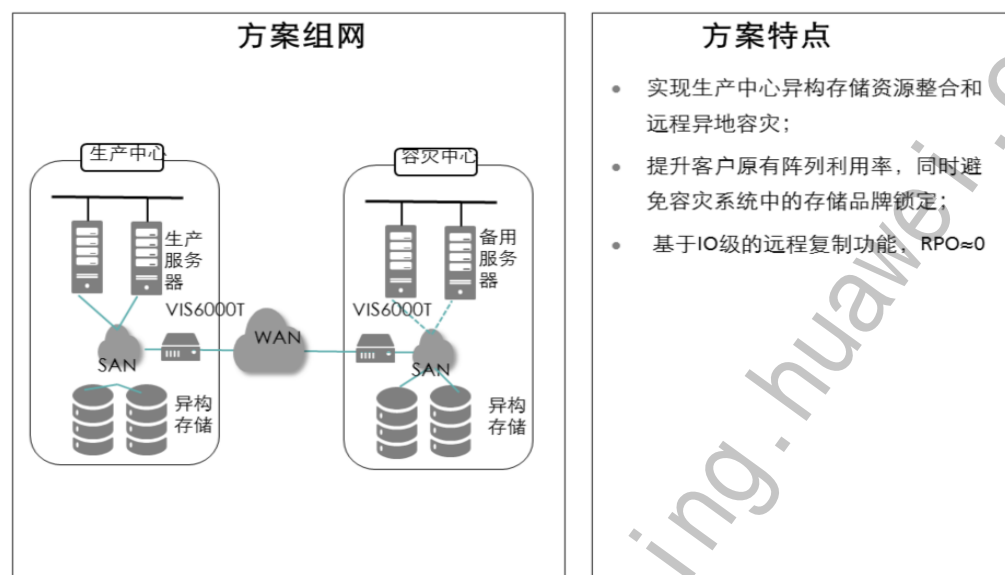 方案组网
生产中心
容灾中心
生产
服务
器
备用
服务
器
VIS6000T
VIS6000T
WAN
SAN
SAN
异构
存储
异构
存储
方案特点
实现生产中心异构存储资源整合和
远程异地容灾；
提升客户原有阵列利用率，同时避
免容灾系统中的存储品牌锁定；
基于IO级的远程复制功能，RPO≈0
ing.huawei.